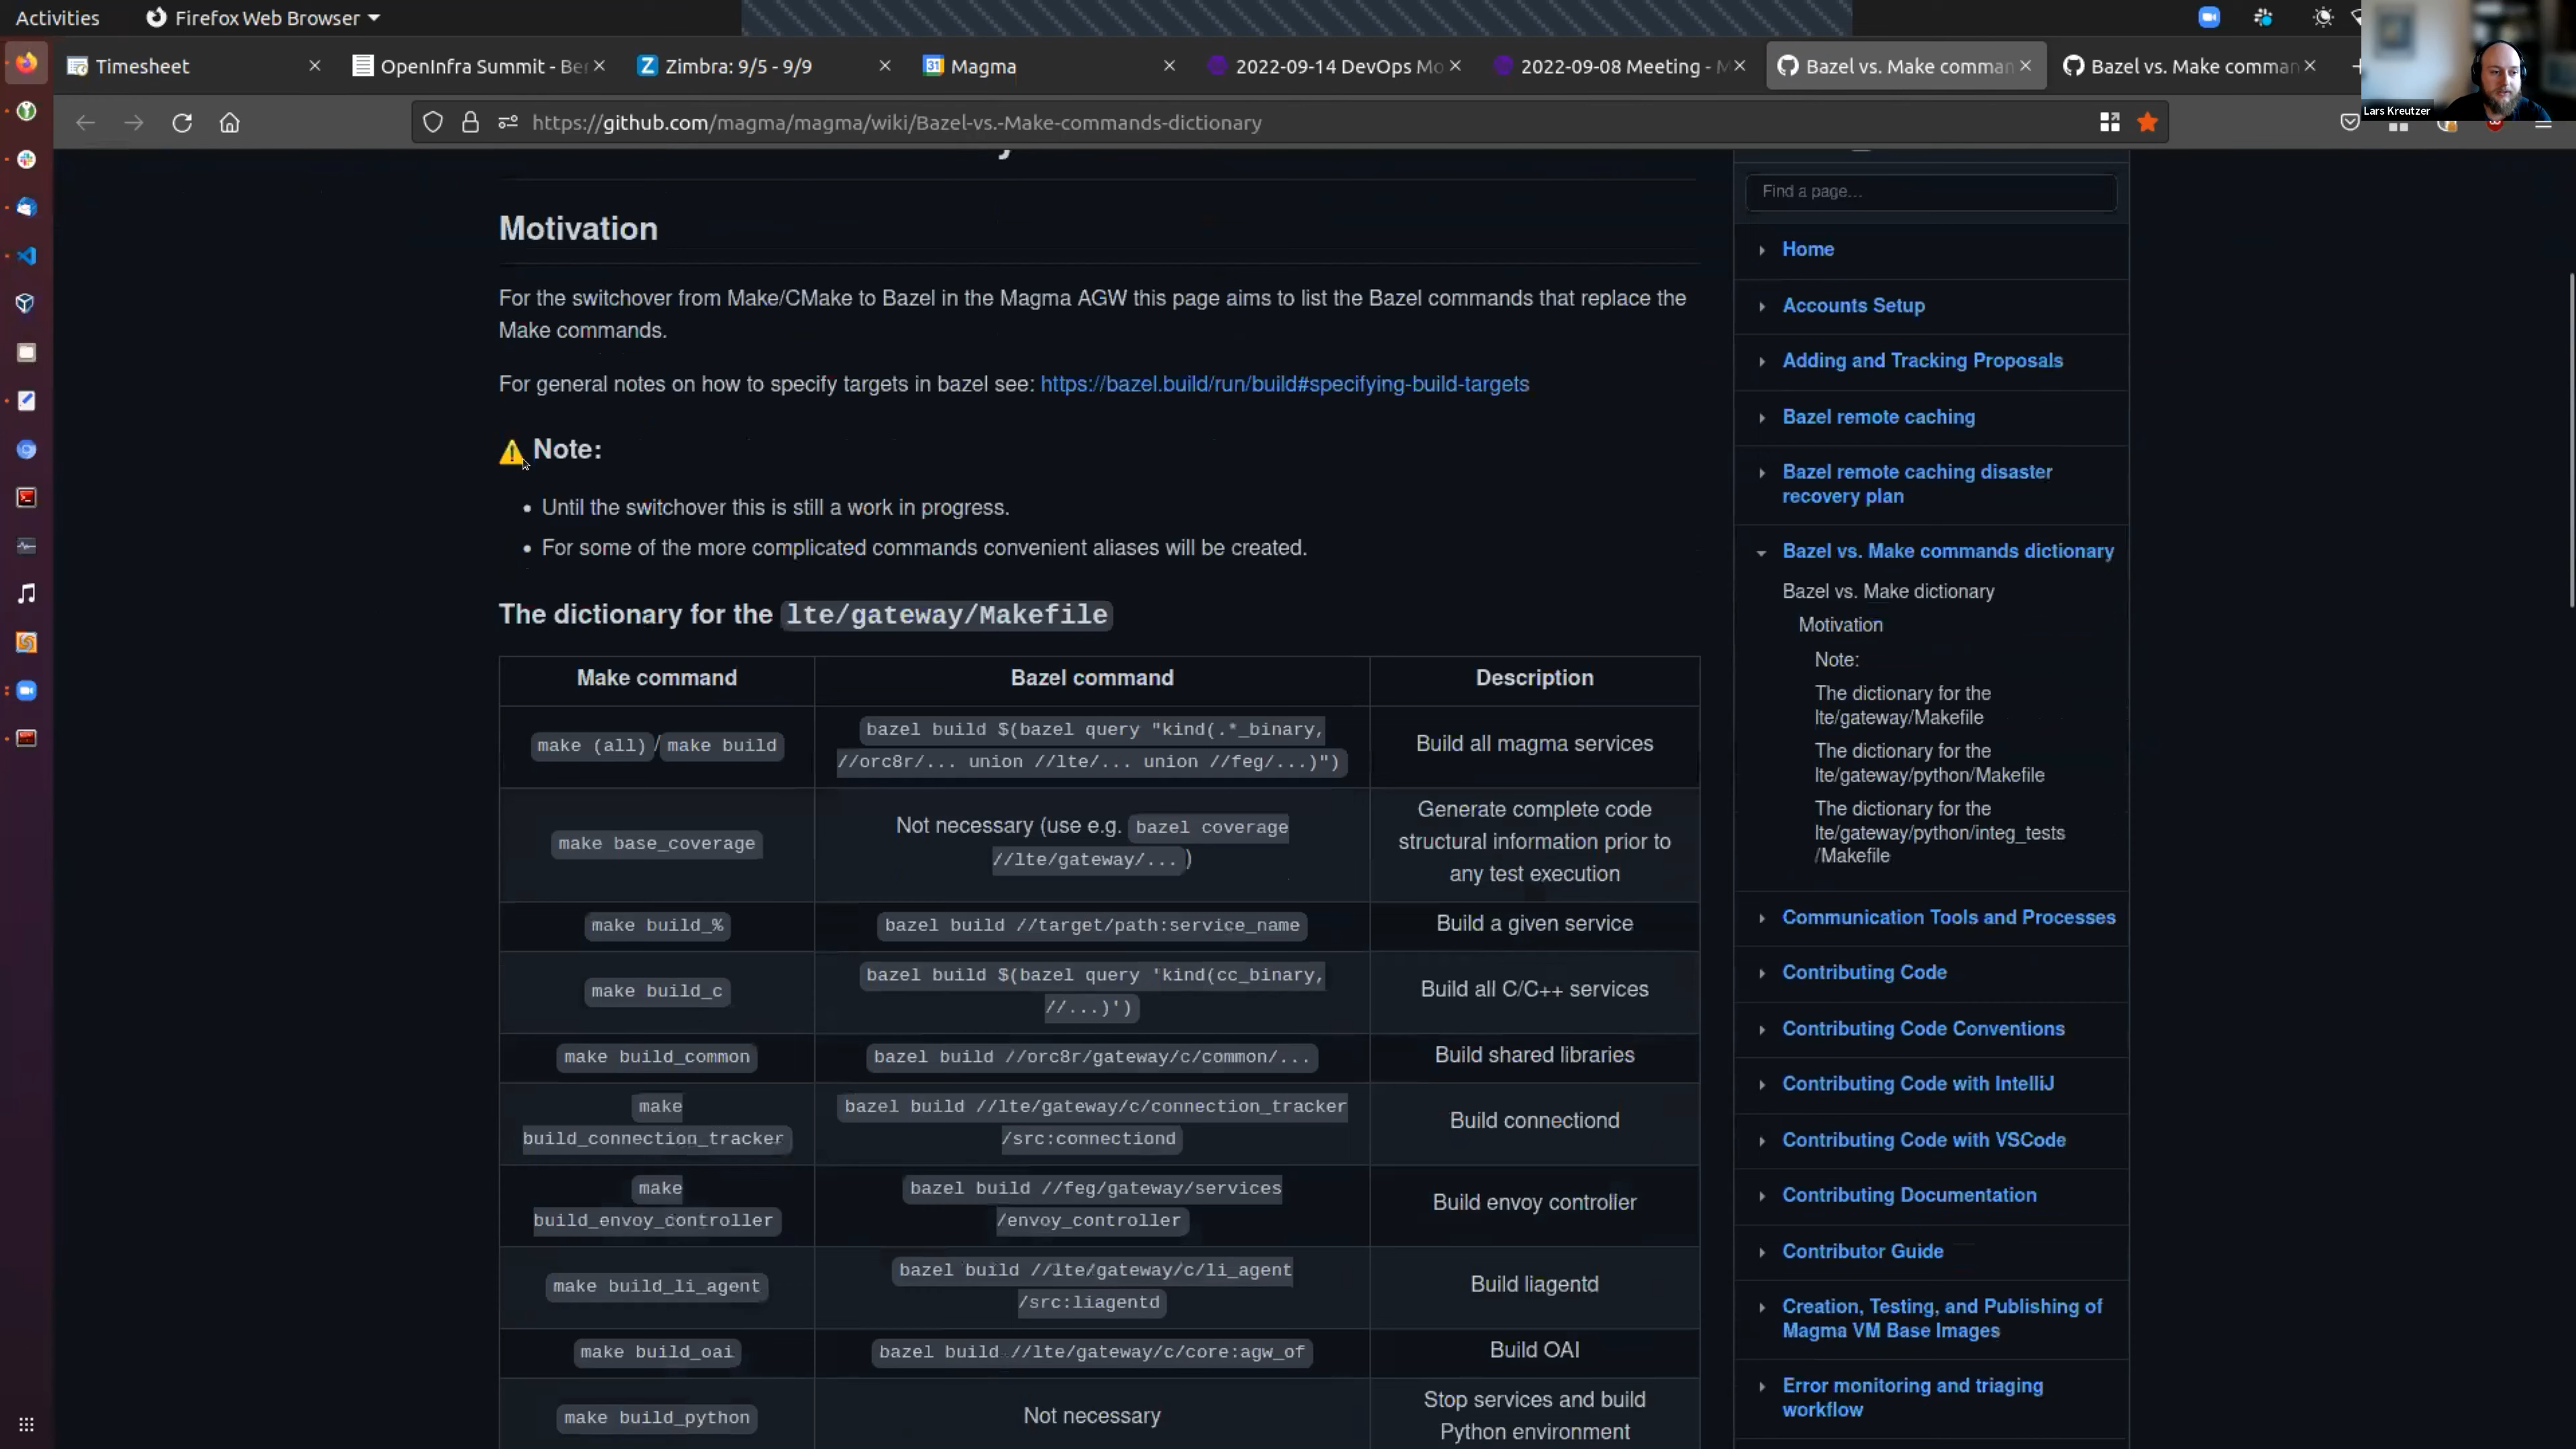 Activities
Firefox Web Browser
Timesheet
OpenInfra Summit - Be
Zimbra: 9/5 - 9/9
Magma
2022-09-14 DevOps Mo
2022-09-08 Meeting - M
Bazel vs. Make comman
Bazel vs. Make comman
Lars Kreutzer
https://github.com/magma/magma/wiki/Bazel-vs.-Make-commands-dictionary
Motivation
For the switchover from Make/CMake to Bazel in the Magma AGW this page aims to list the Bazel commands that replace the
Make commands.
For general notes on how to specify targets in bazel see: https://bazel.build/run/build#specifying-build-targets
Note:
• Until the switchover this is still a work in progress.
• For some of the more complicated commands convenient aliases will be created.
The dictionary for the lte/gateway/Makefile
Make command
Bazel command
Description
make (all) / make build
bazel build $(bazel query "kind(.*_binary,
//orc8r/... union //lte/... union //feg/...)")
Build all magma services
make base_coverage
Not necessary (use e.g. bazel coverage
//lte/gateway/... )
Generate complete code
structural information prior to
any test execution
make build_%
bazel build //target/path:service_name
Build a given service
make build_c
bazel build $(bazel query 'kind(cc_binary,
//...)')
Build all C/C++ services
make build_common
bazel build //orc8r/gateway/c/common/...
Build shared libraries
make
build_connection_tracker
bazel build //lte/gateway/c/connection_tracker
/src:connectiond
Build connectiond
make
build_envoy_controller
bazel build //feg/gateway/services
/envoy_controller
Build envoy controller
make build_li_agent
bazel build //lte/gateway/c/li_agent
/src:liagentd
Build liagentd
make build_oai
bazel build //lte/gateway/c/core:agw_of
Build OAI
make build_python
Not necessary
Stop services and build
Python environment
Find a page...
Home
Accounts Setup
Adding and Tracking Proposals
Bazel remote caching
Bazel remote caching disaster
recovery plan
Bazel vs. Make commands dictionary
Bazel vs. Make dictionary
Motivation
Note:
The dictionary for the
lte/gateway/Makefile
The dictionary for the
lte/gateway/python/Makefile
The dictionary for the
lte/gateway/python/integ_tests
/Makefile
Communication Tools and Processes
Contributing Code
Contributing Code Conventions
Contributing Code with IntelliJ
Contributing Code with VSCode
Contributing Documentation
Contributor Guide
Creation, Testing, and Publishing of
Magma VM Base Images
Error monitoring and triaging
workflow